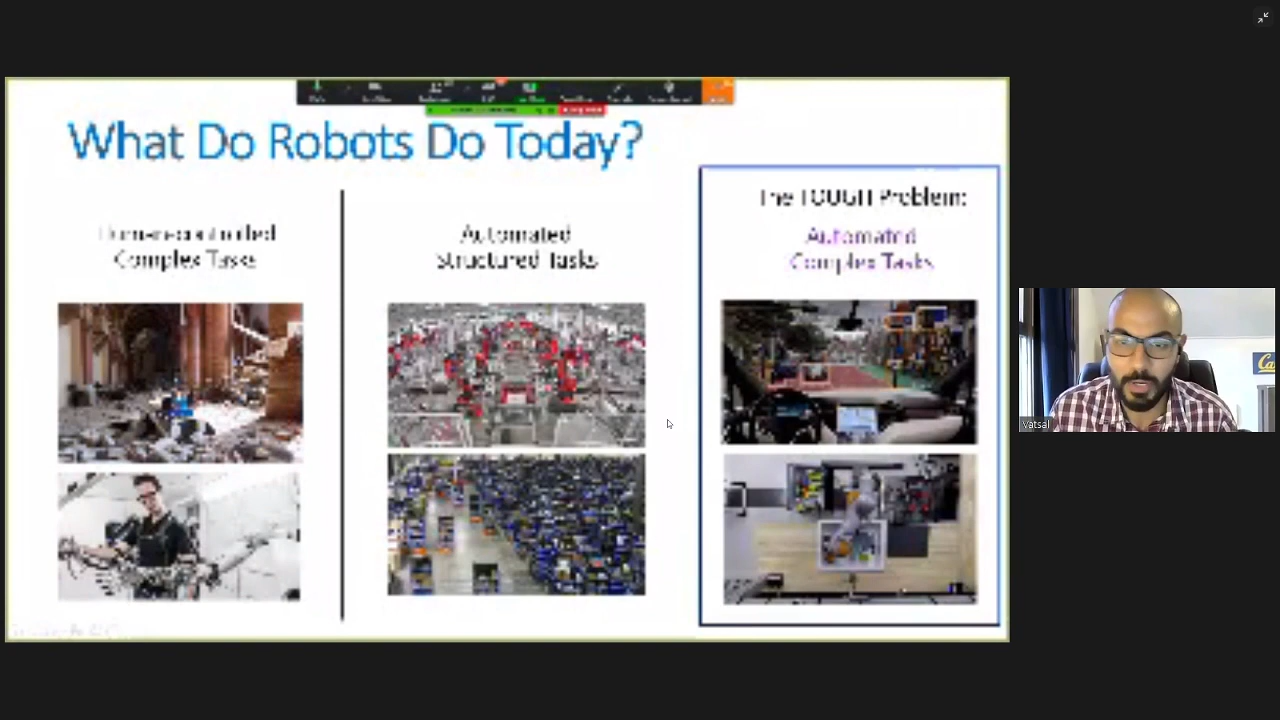 What Do Robots Do Today?
Human-controlled
Complex Tasks
Automated
Structured Tasks
The TOUGH Problem:
Automated
Complex Tasks
Vatsal